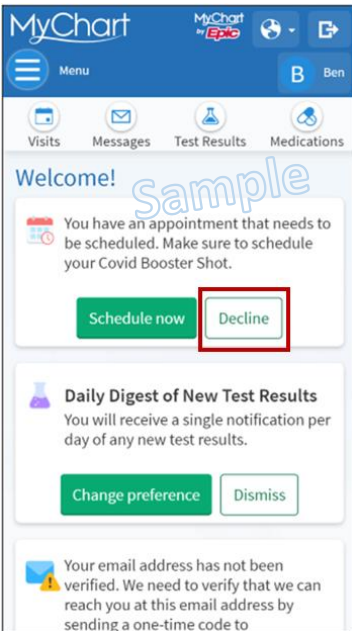 MyChart
MyChart
by Epic
Menu
B Ben
Visits Messages Test Results Medications
Welcome!
Sample
You have an appointment that needs to
be scheduled. Make sure to schedule
your Covid Booster Shot.
Schedule now Decline
Daily Digest of New Test Results
You will receive a single notification per
day of any new test results.
Change preference Dismiss
Your email address has not been
verified. We need to verify that we can
reach you at this email address by
sending a one-time code to